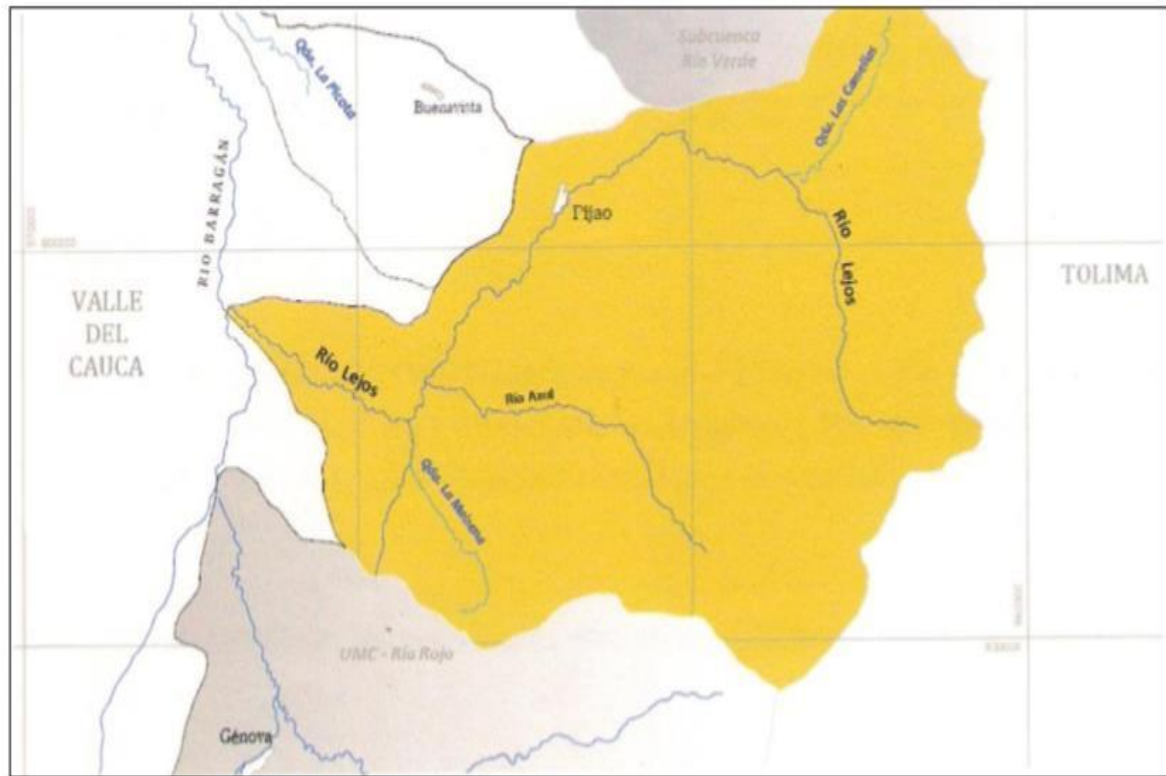 Subcuenca
Río Verde
Qda. La Picota
Qda. Las Camelias
Buenavista
RIO BARRAGÁN
Pijao
Río Lejos
TOLIMA
VALLE
DEL
CAUCA
Río Lejos
Río Azul
Qda. La Maizena
UMC - Río Rojo
Génova